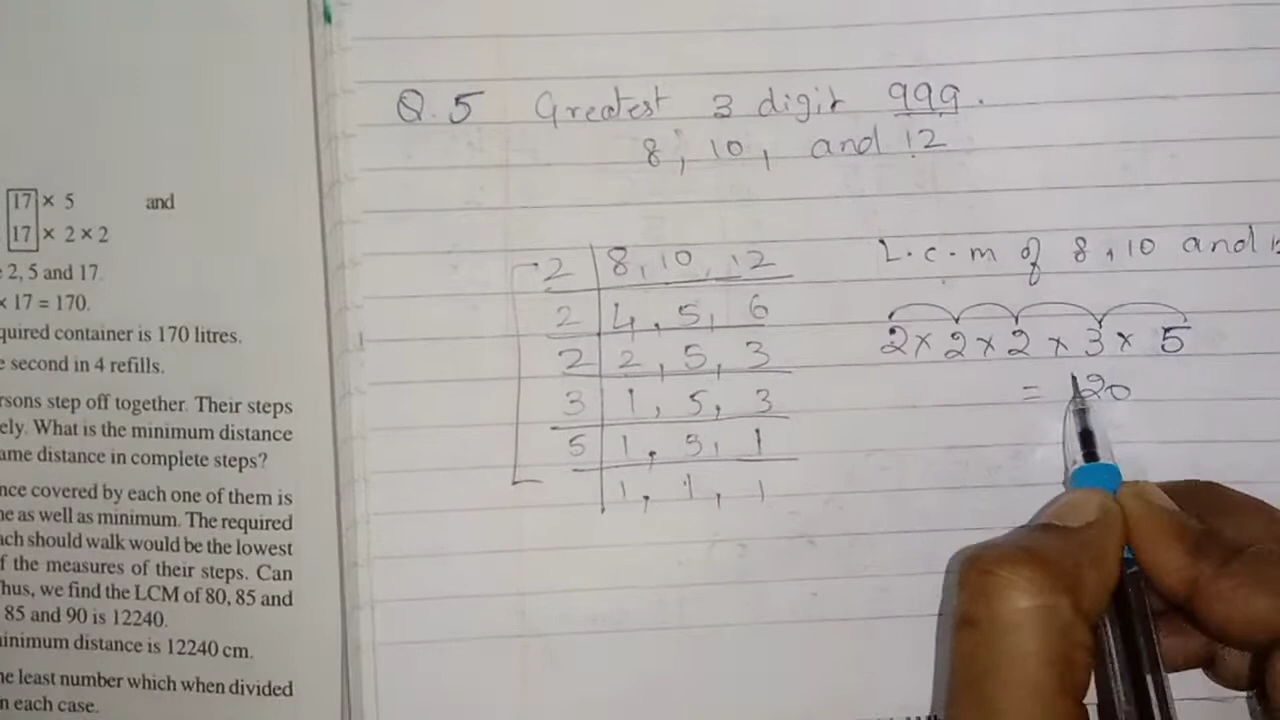 17 × 5 and
17 × 2 × 2
2, 5 and 17.
× 17 = 170.
quired container is 170 litres.
second in 4 refills.
rsons step off together. Their steps
ely. What is the minimum distance
ame distance in complete steps?
nce covered by each one of them is
e as well as minimum. The required
ach should walk would be the lowest
f the measures of their steps. Can
hus, we find the LCM of 80, 85 and
85 and 90 is 12240.
inimum distance is 12240 cm.
e least number which when divided
n each case.
Q.5 Greatest 3 digit 999.
8, 10, and 12
2 | 8, 10, 12
2 | 4, 5, 6
2 | 2, 5, 3
3 | 1, 5, 3
5 | 1, 5, 1
1, 1, 1
L.c.m of 8, 10 and 1
2 × 2 × 2 × 3 × 5
= 120